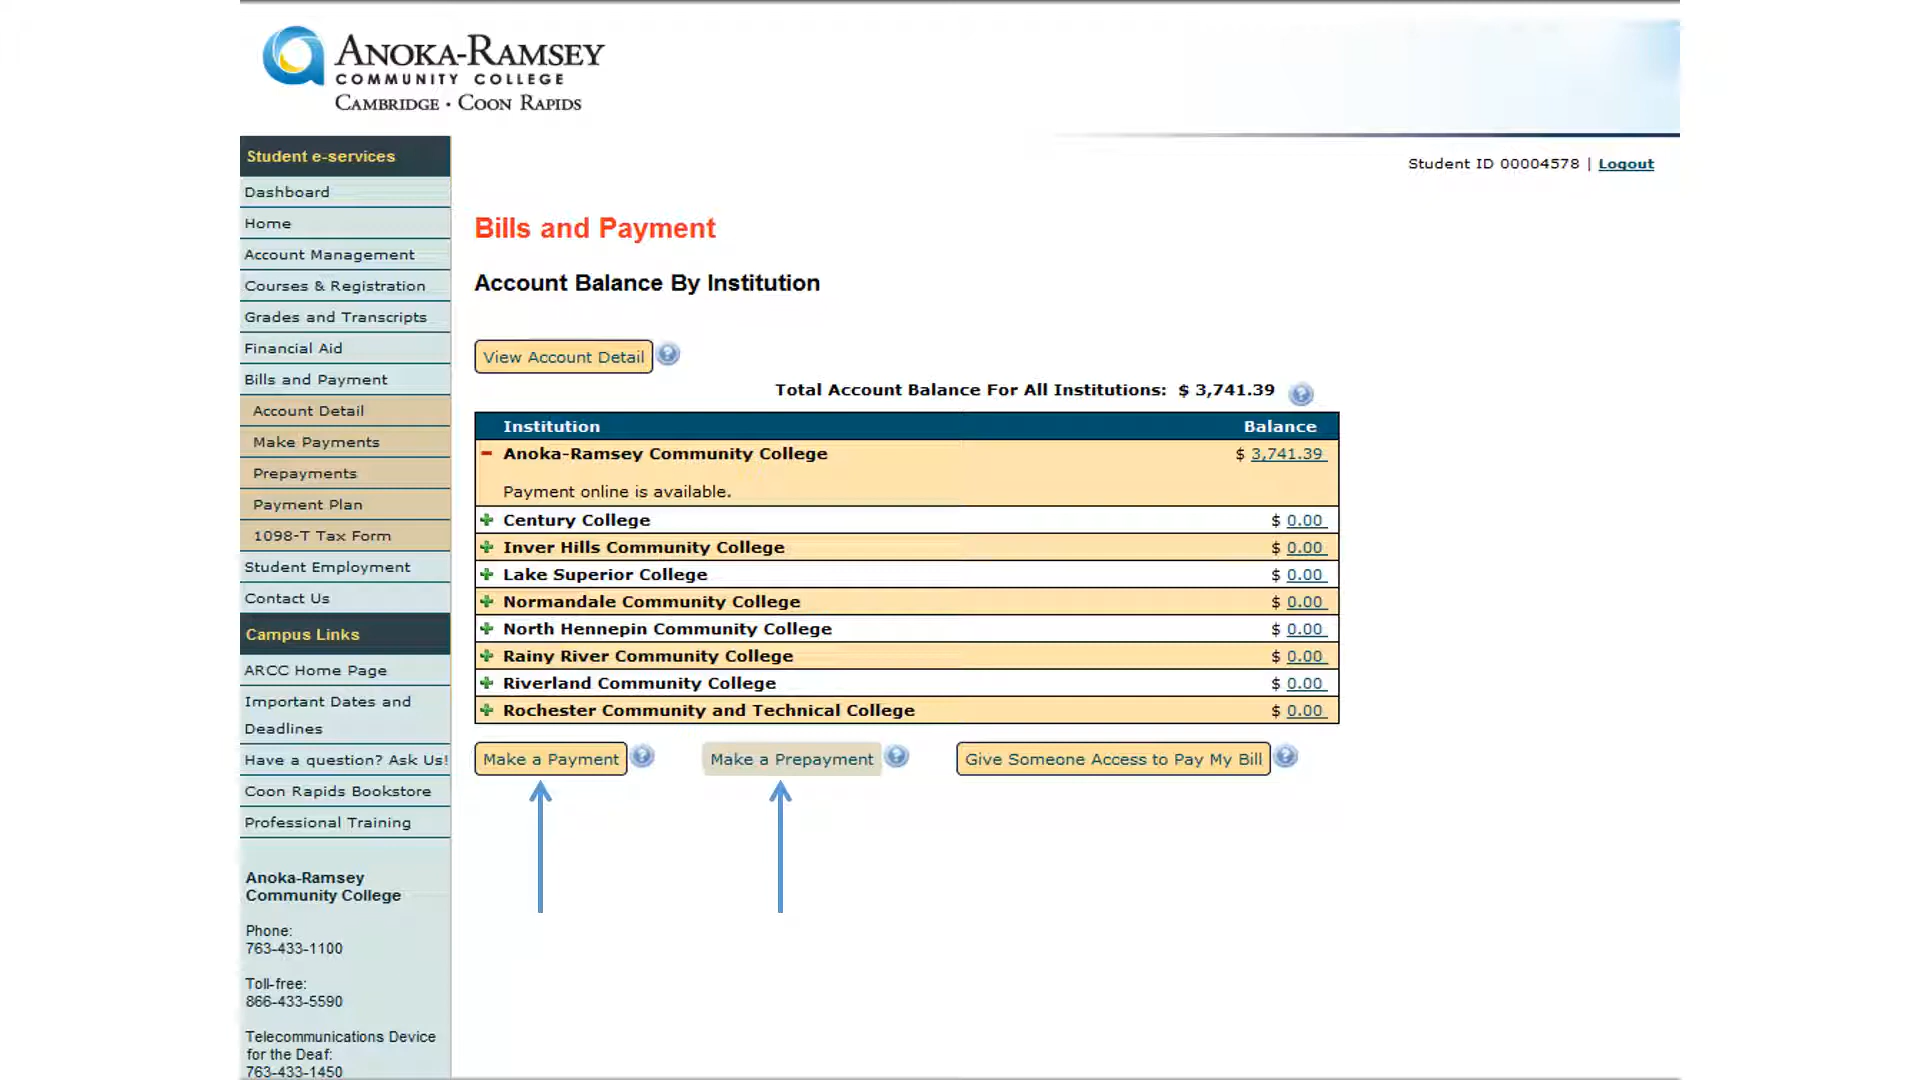 ANOKA-RAMSEY
COMMUNITY COLLEGE
CAMBRIDGE • COON RAPIDS
Student ID 00004578 | Logout
Student e-services
Dashboard
Home
Account Management
Courses & Registration
Grades and Transcripts
Financial Aid
Bills and Payment
Account Detail
Make Payments
Prepayments
Payment Plan
1098-T Tax Form
Student Employment
Contact Us
Campus Links
ARCC Home Page
Important Dates and
Deadlines
Have a question? Ask Us!
Coon Rapids Bookstore
Professional Training
Anoka-Ramsey
Community College
Phone:
763-433-1100
Toll-free:
866-433-5590
Telecommunications Device
for the Deaf:
763-433-1450
Bills and Payment
Account Balance By Institution
View Account Detail
Total Account Balance For All Institutions: $ 3,741.39
Institution Balance
Anoka-Ramsey Community College $ 3,741.39
Payment online is available.
Century College $ 0.00
Inver Hills Community College $ 0.00
Lake Superior College $ 0.00
Normandale Community College $ 0.00
North Hennepin Community College $ 0.00
Rainy River Community College $ 0.00
Riverland Community College $ 0.00
Rochester Community and Technical College $ 0.00
Make a Payment Make a Prepayment Give Someone Access to Pay My Bill